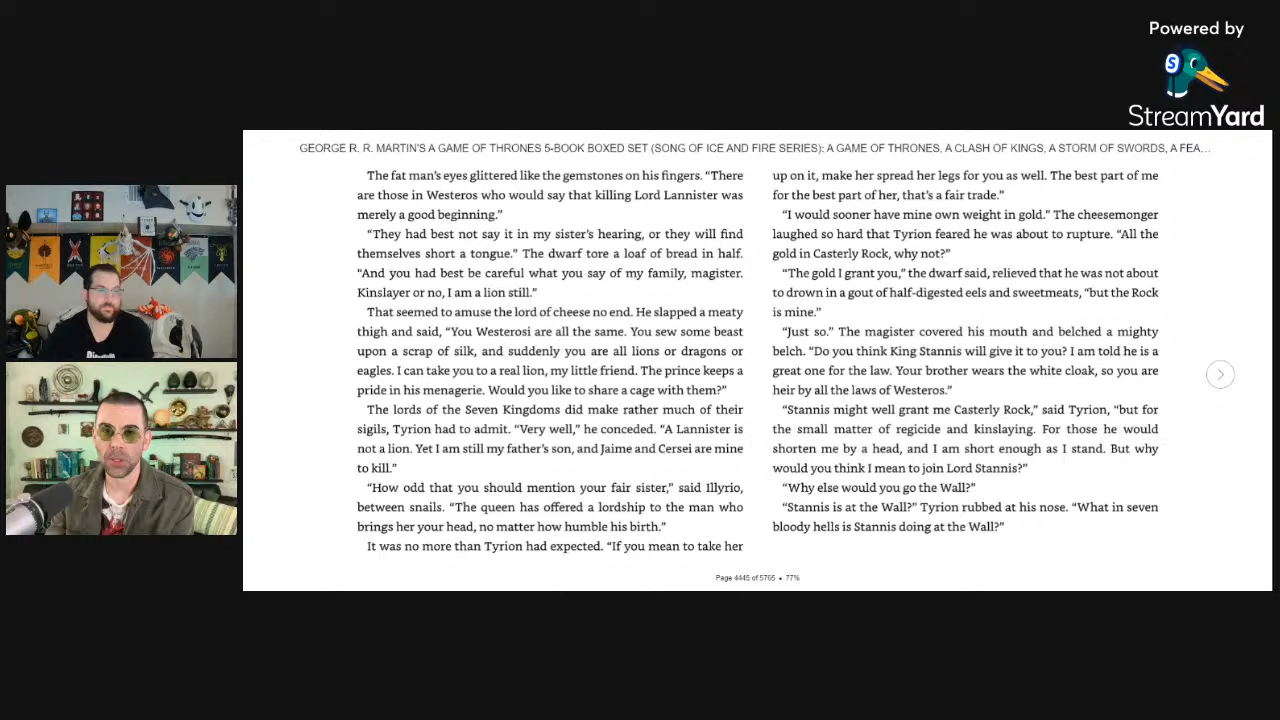 Powered by
S
StreamYard
GEORGE R. R. MARTIN'S A GAME OF THRONES 5-BOOK BOXED SET (SONG OF ICE AND FIRE SERIES): A GAME OF THRONES, A CLASH OF KINGS, A STORM OF SWORDS, A FEA…
The fat man's eyes glittered like the gemstones on his fingers. “There
are those in Westeros who would say that killing Lord Lannister was
merely a good beginning.”
“They had best not say it in my sister's hearing, or they will find
themselves short a tongue.” The dwarf tore a loaf of bread in half.
“And you had best be careful what you say of my family, magister.
Kinslayer or no, I am a lion still.”
That seemed to amuse the lord of cheese no end. He slapped a meaty
thigh and said, “You Westerosi are all the same. You sew some beast
upon a scrap of silk, and suddenly you are all lions or dragons or
eagles. I can take you to a real lion, my little friend. The prince keeps a
pride in his menagerie. Would you like to share a cage with them?”
The lords of the Seven Kingdoms did make rather much of their
sigils, Tyrion had to admit. “Very well,” he conceded. “A Lannister is
not a lion. Yet I am still my father's son, and Jaime and Cersei are mine
to kill.”
“How odd that you should mention your fair sister,” said Illyrio,
between snails. “The queen has offered a lordship to the man who
brings her your head, no matter how humble his birth.”
It was no more than Tyrion had expected. “If you mean to take her
up on it, make her spread her legs for you as well. The best part of me
for the best part of her, that's a fair trade.”
“I would sooner have mine own weight in gold.” The cheesemonger
laughed so hard that Tyrion feared he was about to rupture. “All the
gold in Casterly Rock, why not?”
“The gold I grant you,” the dwarf said, relieved that he was not about
to drown in a gout of half-digested eels and sweetmeats, “but the Rock
is mine.”
“Just so.” The magister covered his mouth and belched a mighty
belch. “Do you think King Stannis will give it to you? I am told he is a
great one for the law. Your brother wears the white cloak, so you are
heir by all the laws of Westeros.”
“Stannis might well grant me Casterly Rock,” said Tyrion, “but for
the small matter of regicide and kinslaying. For those he would
shorten me by a head, and I am short enough as I stand. But why
would you think I mean to join Lord Stannis?”
“Why else would you go the Wall?”
“Stannis is at the Wall?” Tyrion rubbed at his nose. “What in seven
bloody hells is Stannis doing at the Wall?”
Page 4445 of 5765 • 77%